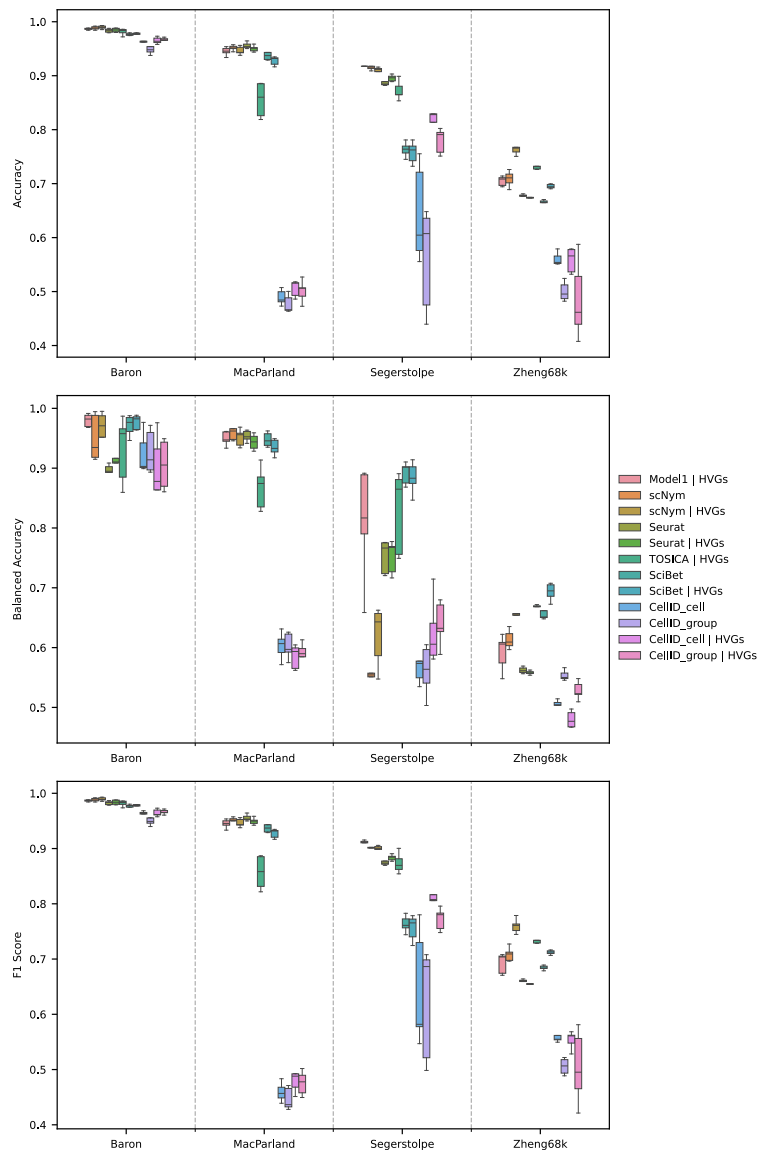 1.0
0.9
0.8
0.7
0.6
0.5
0.4
Accuracy
Baron
MacParland
Segerstolpe
Zheng68k
1.0
0.9
0.8
0.7
0.6
0.5
Balanced Accuracy
Baron
MacParland
Segerstolpe
Zheng68k
Model1 | HVGs
scNym
scNym | HVGs
Seurat
Seurat | HVGs
TOSICA | HVGs
SciBet
SciBet | HVGs
CellID_cell
CellID_group
CellID_cell | HVGs
CellID_group | HVGs
1.0
0.9
0.8
0.7
0.6
0.5
0.4
F1 Score
Baron
MacParland
Segerstolpe
Zheng68k